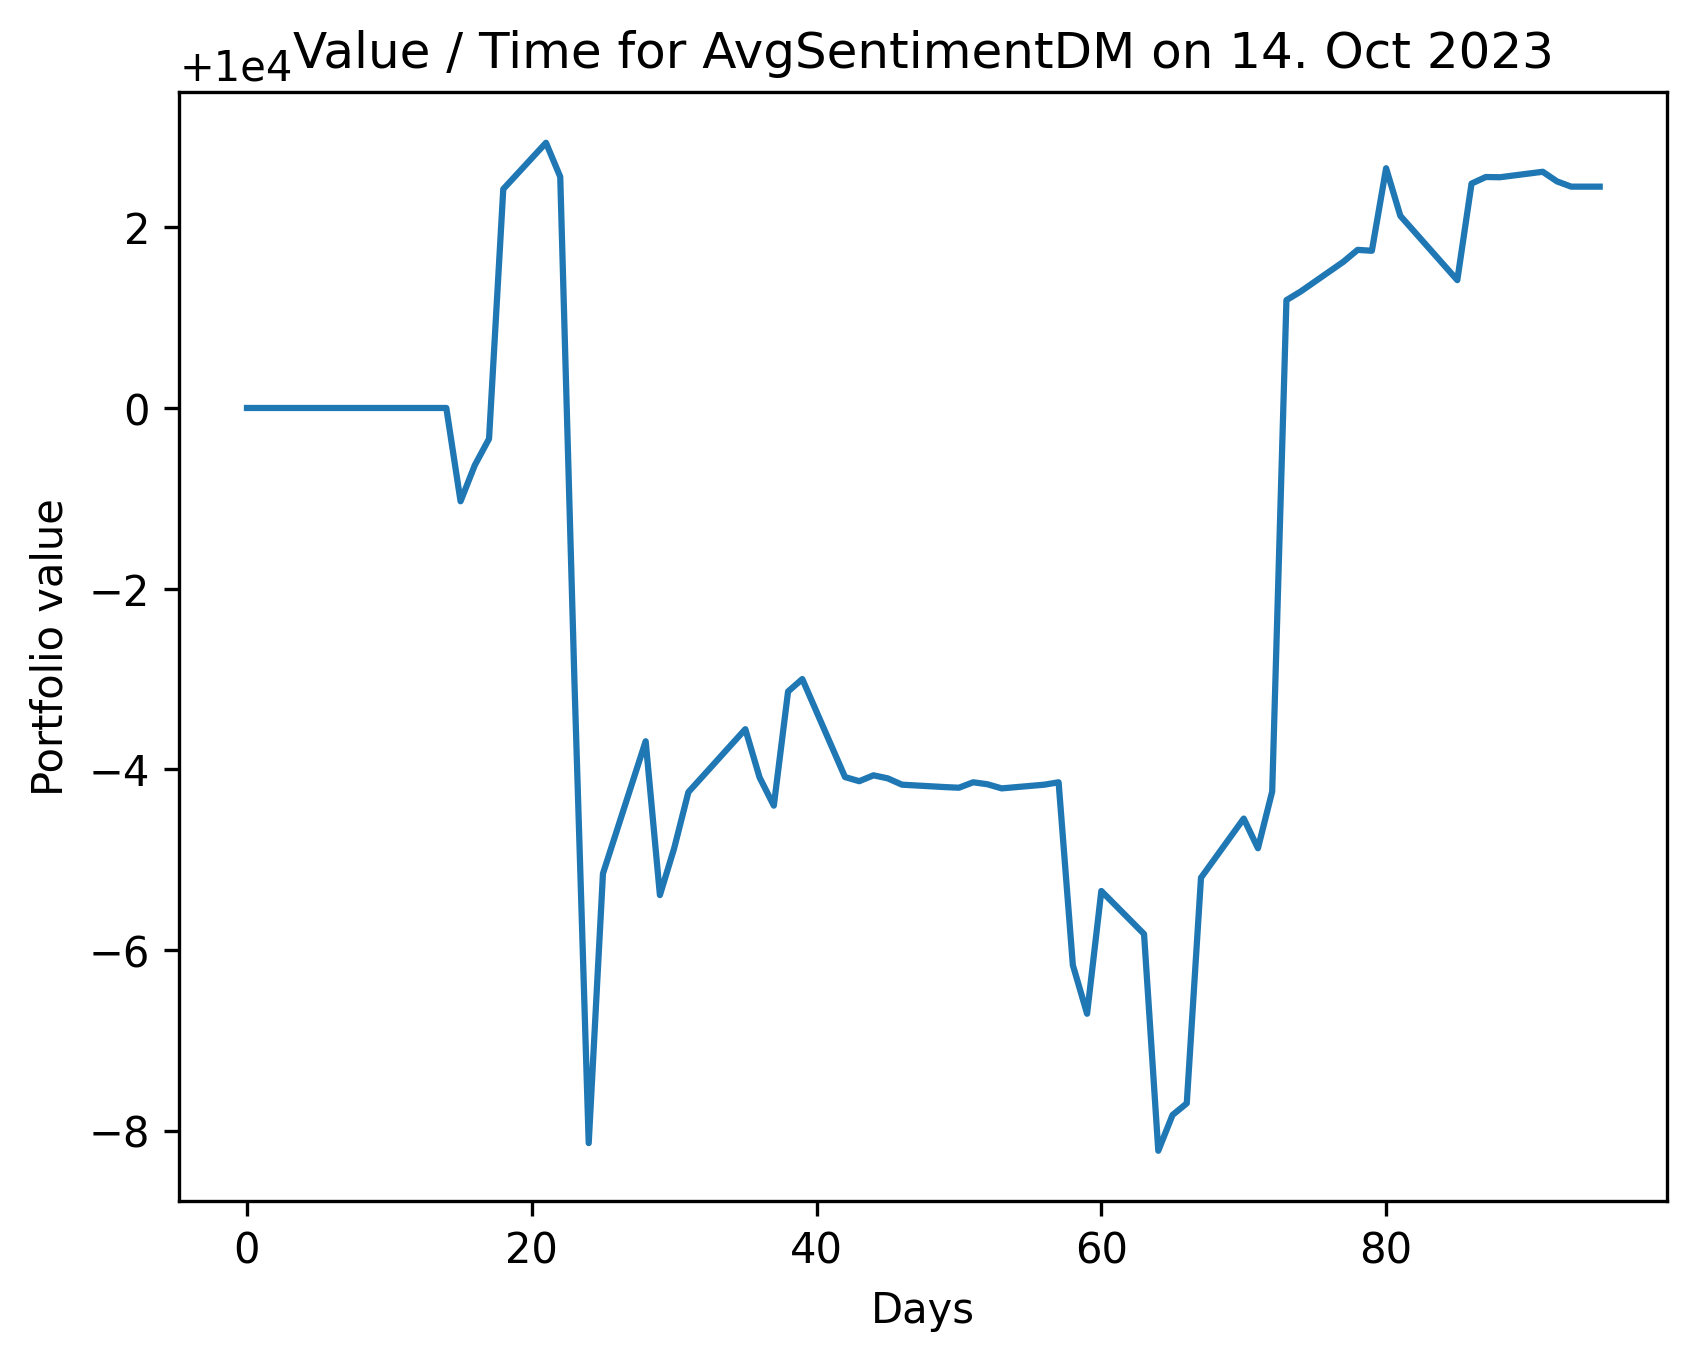 Value / Time for AvgSentimentDM on 14. Oct 2023
+1e4
2
0
−2
−4
−6
−8
Portfolio value
0 20 40 60 80
Days